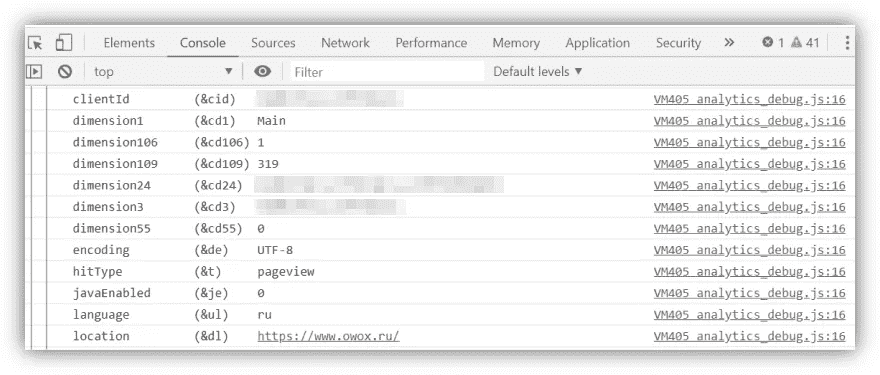 Elements Console Sources Network Performance Memory Application Security » 1 41
top ▼ Filter Default levels ▼
clientId (&cid) VM405 analytics_debug.js:16
dimension1 (&cd1) Main VM405 analytics_debug.js:16
dimension106 (&cd106) 1 VM405 analytics_debug.js:16
dimension109 (&cd109) 319 VM405 analytics_debug.js:16
dimension24 (&cd24) VM405 analytics_debug.js:16
dimension3 (&cd3) VM405 analytics_debug.js:16
dimension55 (&cd55) 0 VM405 analytics_debug.js:16
encoding (&de) UTF-8 VM405 analytics_debug.js:16
hitType (&t) pageview VM405 analytics_debug.js:16
javaEnabled (&je) 0 VM405 analytics_debug.js:16
language (&ul) ru VM405 analytics_debug.js:16
location (&dl) https://www.owox.ru/ VM405 analytics_debug.js:16